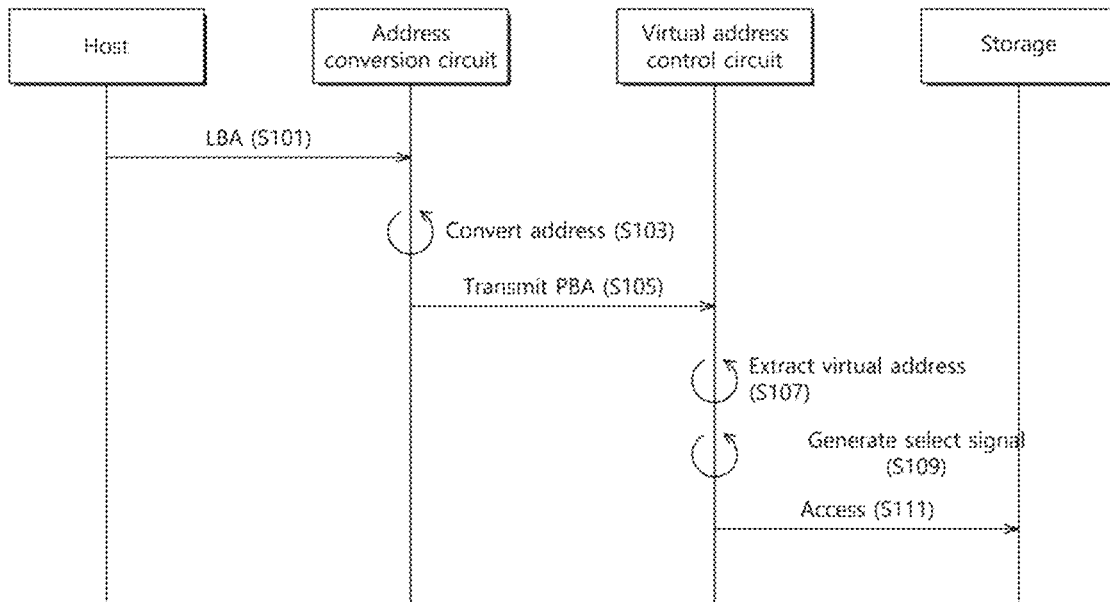 Host
Address
conversion circuit
Virtual address
control circuit
Storage
LBA (S101)
Convert address (S103)
Transmit PBA (S105)
Extract virtual address
(S107)
Generate select signal
(S109)
Access (S111)